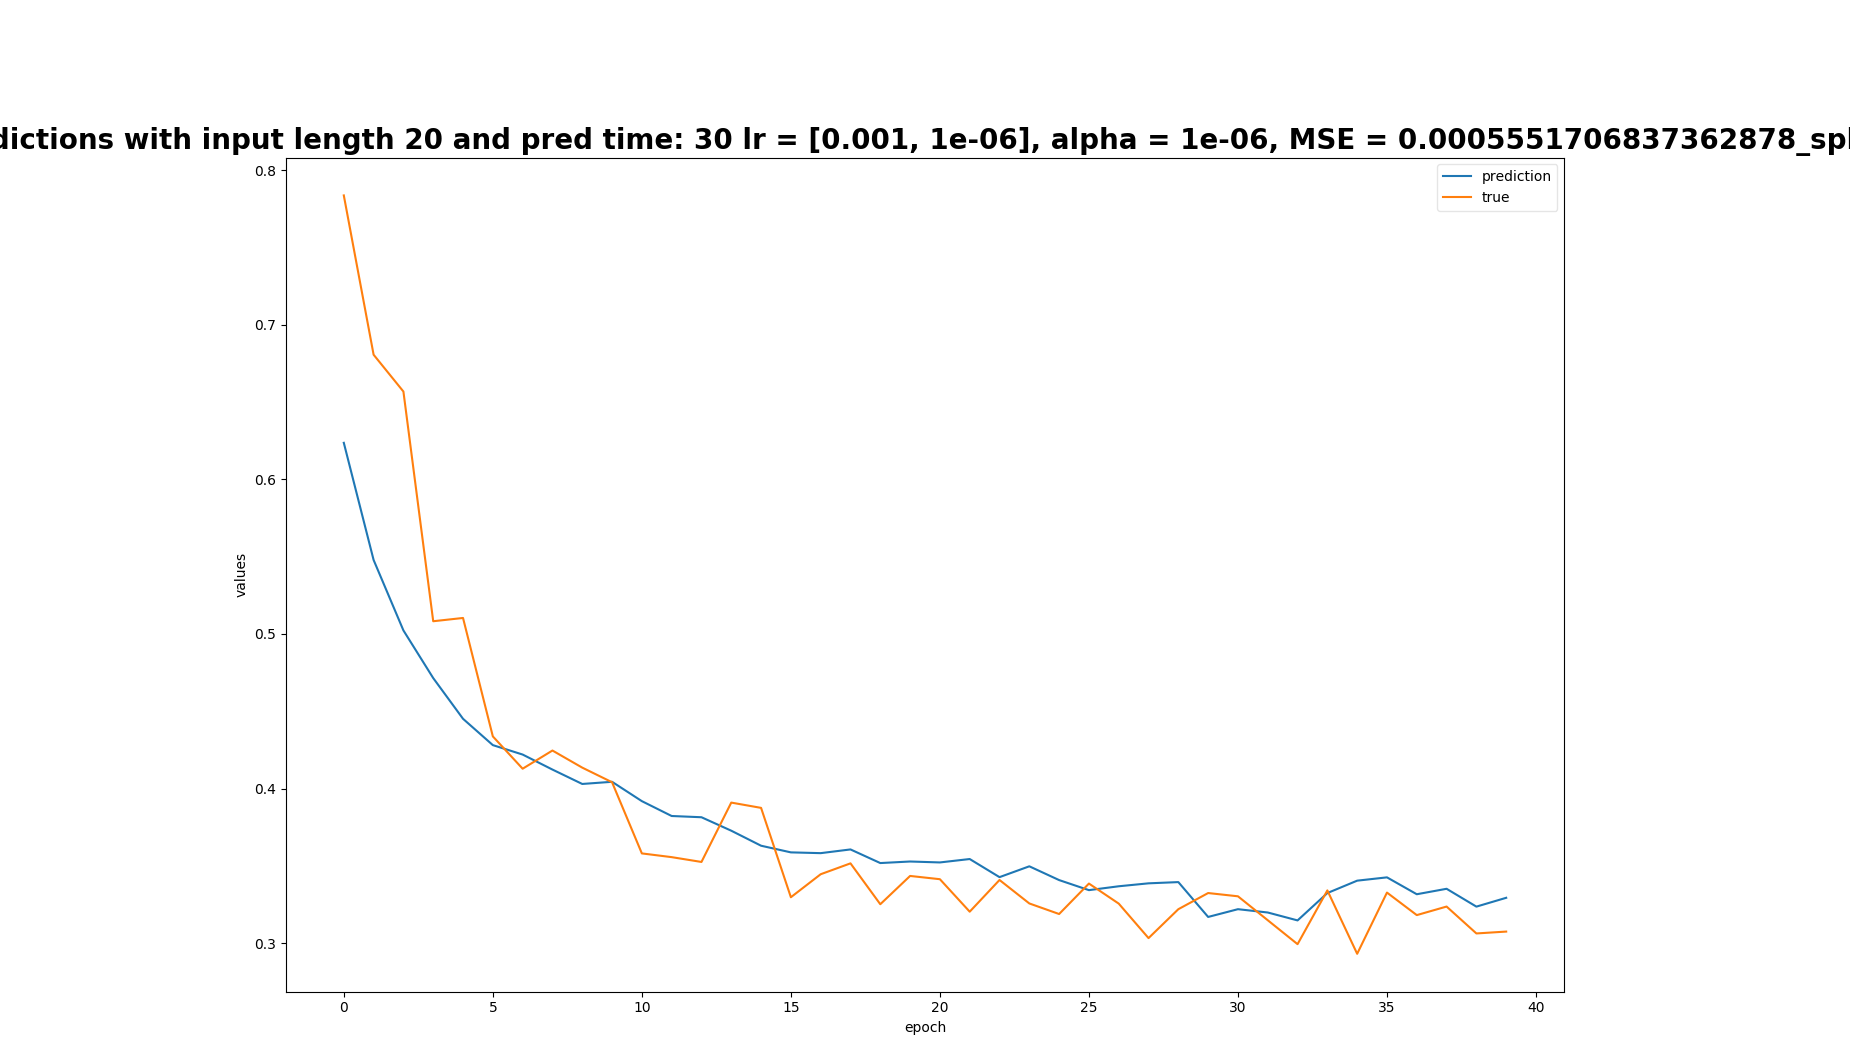 dictions with input length 20 and pred time: 30 lr = [0.001, 1e-06], alpha = 1e-06, MSE = 0.0005551706837362878_spl
prediction
true
0.8
0.7
0.6
0.5
0.4
0.3
values
0 5 10 15 20 25 30 35 40
epoch